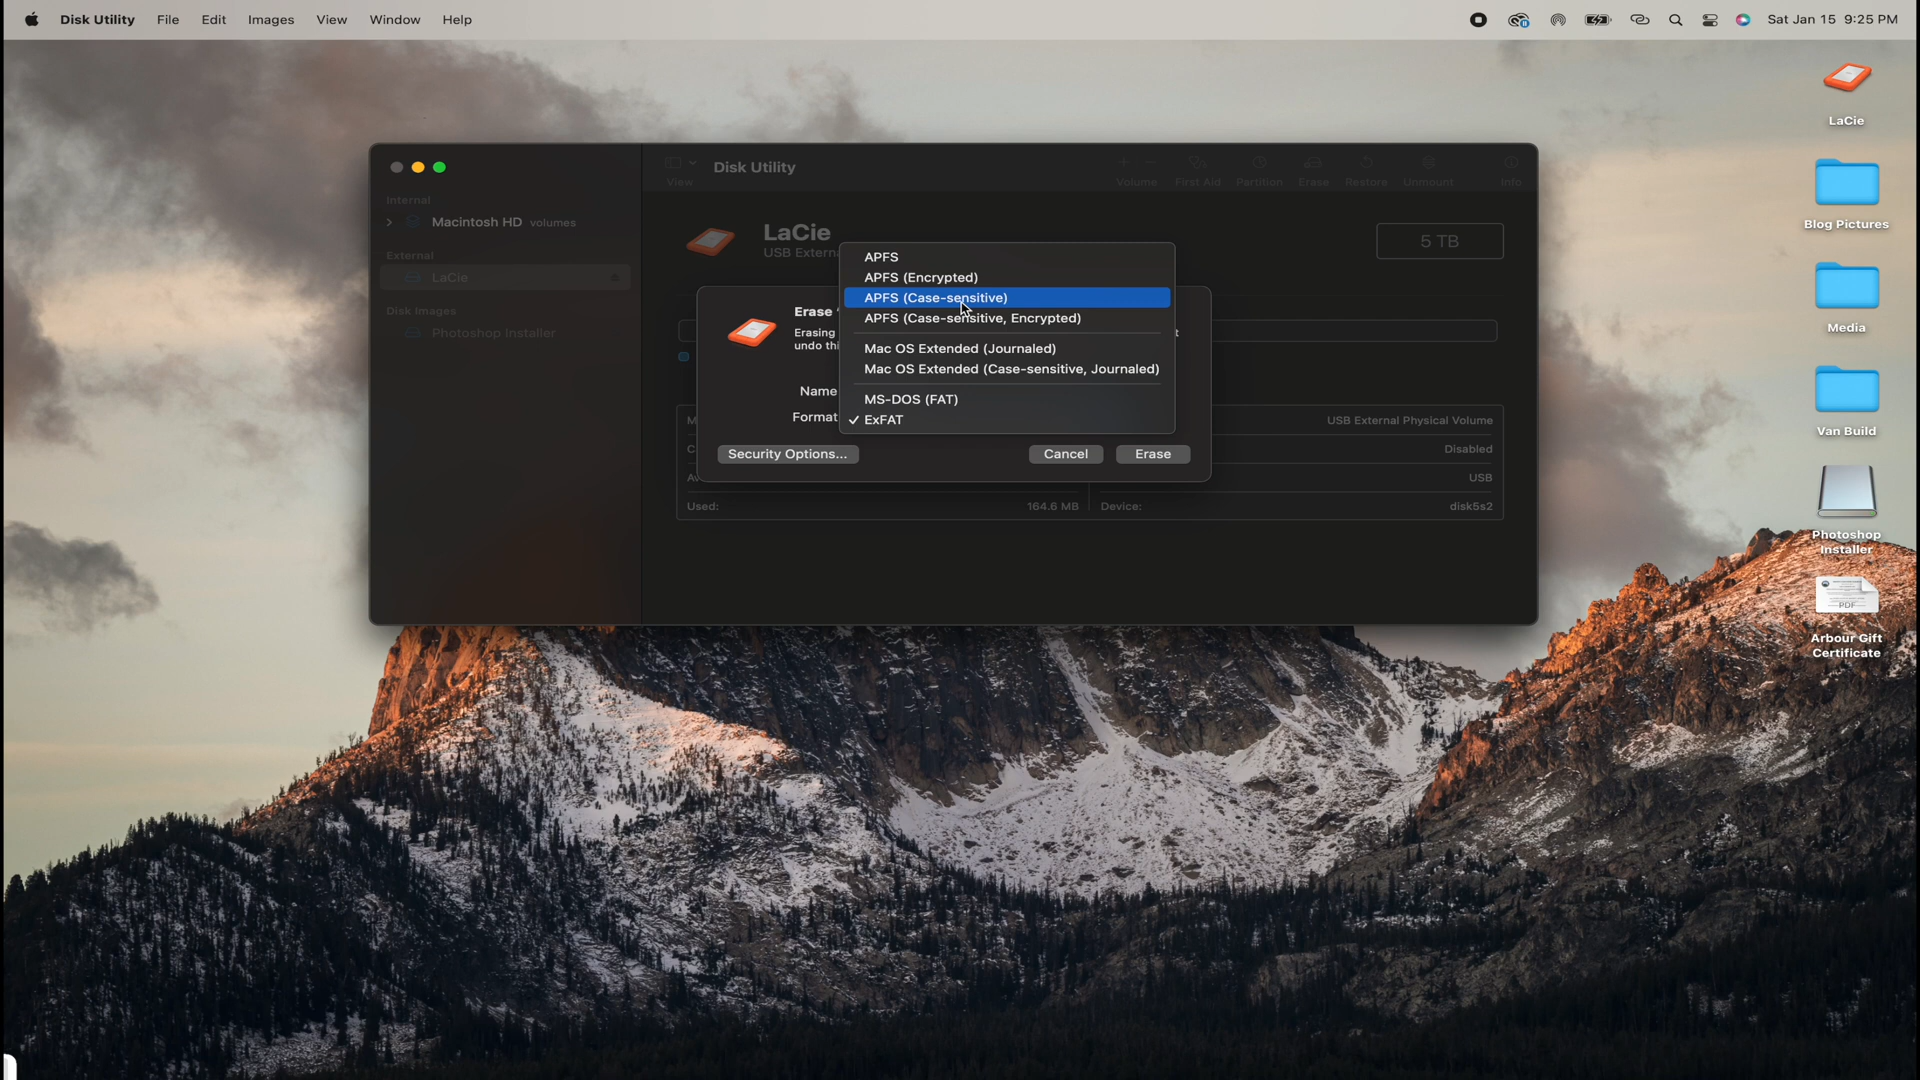 Disk Utility File Edit Images View Window Help Sat Jan 15 9:25 PM
LaCie
Blog Pictures
Media
Van Build
Photoshop
Installer
PDF
Arbour Gift
Certificate
View Disk Utility Volume First Aid Partition Erase Restore Unmount Info
Internal
Macintosh HD volumes
External
LaCie
Disk Images
Photoshop Installer
LaCie
USB Extern
5 TB
Erase
Erasing
undo thi
t
Name
Format
APFS
APFS (Encrypted)
APFS (Case-sensitive)
APFS (Case-sensitive, Encrypted)
Mac OS Extended (Journaled)
Mac OS Extended (Case-sensitive, Journaled)
MS-DOS (FAT)
✓ ExFAT
Security Options... Cancel Erase
M USB External Physical Volume
C Disabled
Av USB
Used: 164.6 MB Device: disk5s2